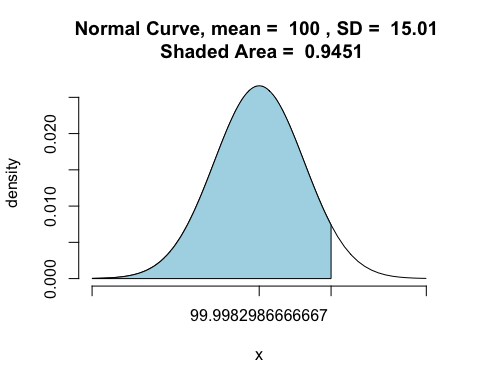 Normal Curve, mean =  100 , SD =  15.01
Shaded Area =  0.9451
density
0.020
0.010
0.000
99.9982986666667
x